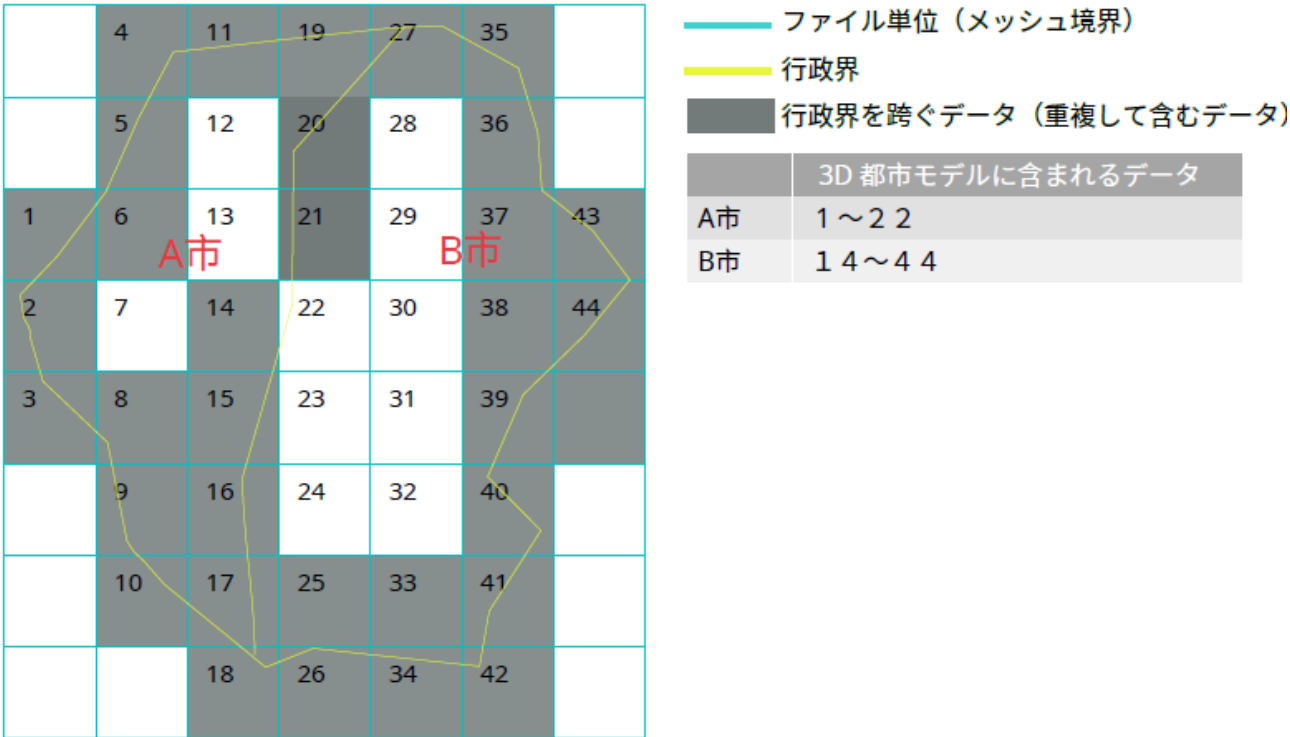 4 11 19 27 35
5 12 20 28 36
1 6 13 21 29 37 43
A市 B市
2 7 14 22 30 38 44
3 8 15 23 31 39
9 16 24 32 40
10 17 25 33 41
18 26 34 42
ファイル単位（メッシュ境界）
行政界
行政界を跨ぐデータ（重複して含むデータ）
3D 都市モデルに含まれるデータ
A市 １～２２
B市 １４～４４